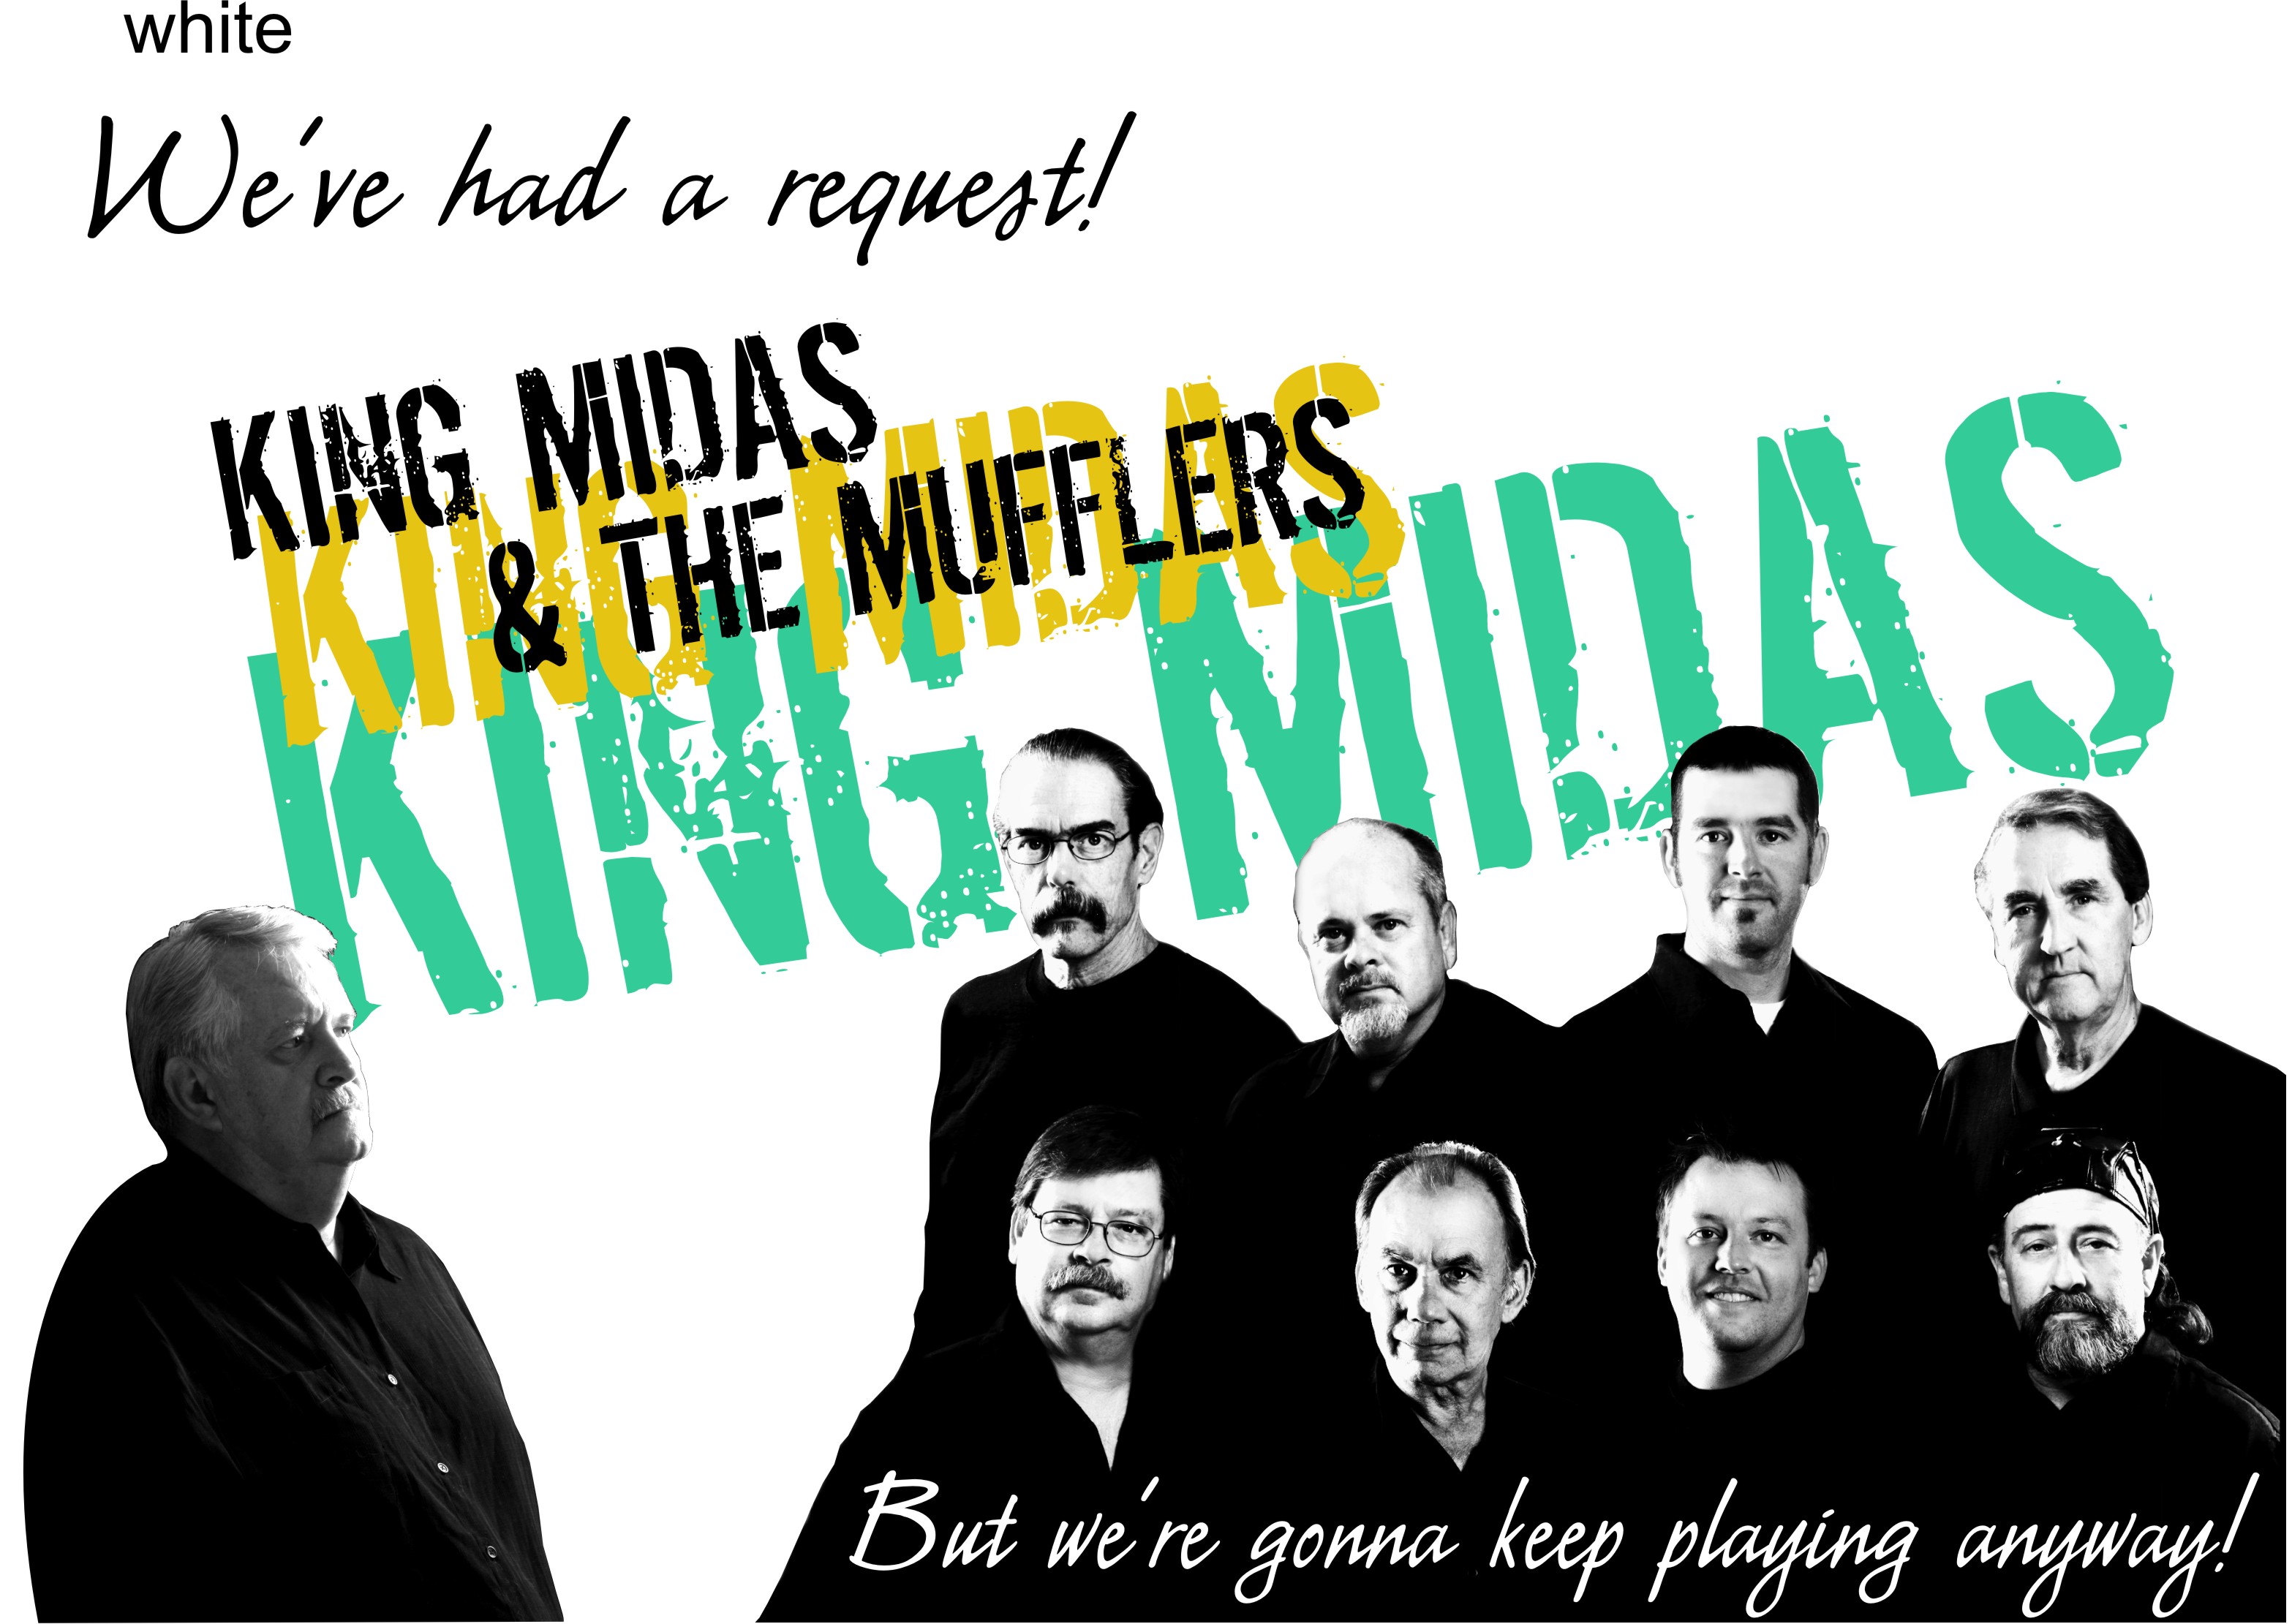 white
We've had a request!
KING MIDAS
& THE MUFFLERS
KING MIDAS
KING MIDAS
But we're gonna keep playing anyway!